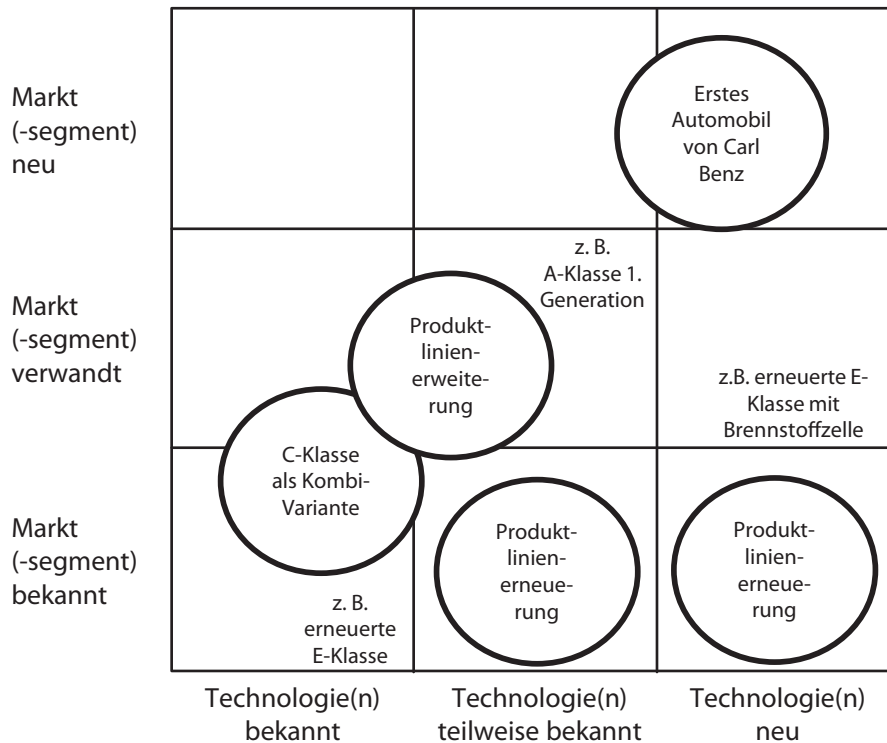 Markt
(-segment)
neu
Erstes
Automobil
von Carl
Benz
Markt
(-segment)
verwandt
z. B.
A-Klasse 1.
Generation
Produkt-
linien-
erweite-
rung
z.B. erneuerte E-
Klasse mit
Brennstoffzelle
C-Klasse
als Kombi-
Variante
Markt
(-segment)
bekannt
z. B.
erneuerte
E-Klasse
Produkt-
linien-
erneue-
rung
Produkt-
linien-
erneue-
rung
Technologie(n)
bekannt
Technologie(n)
teilweise bekannt
Technologie(n)
neu